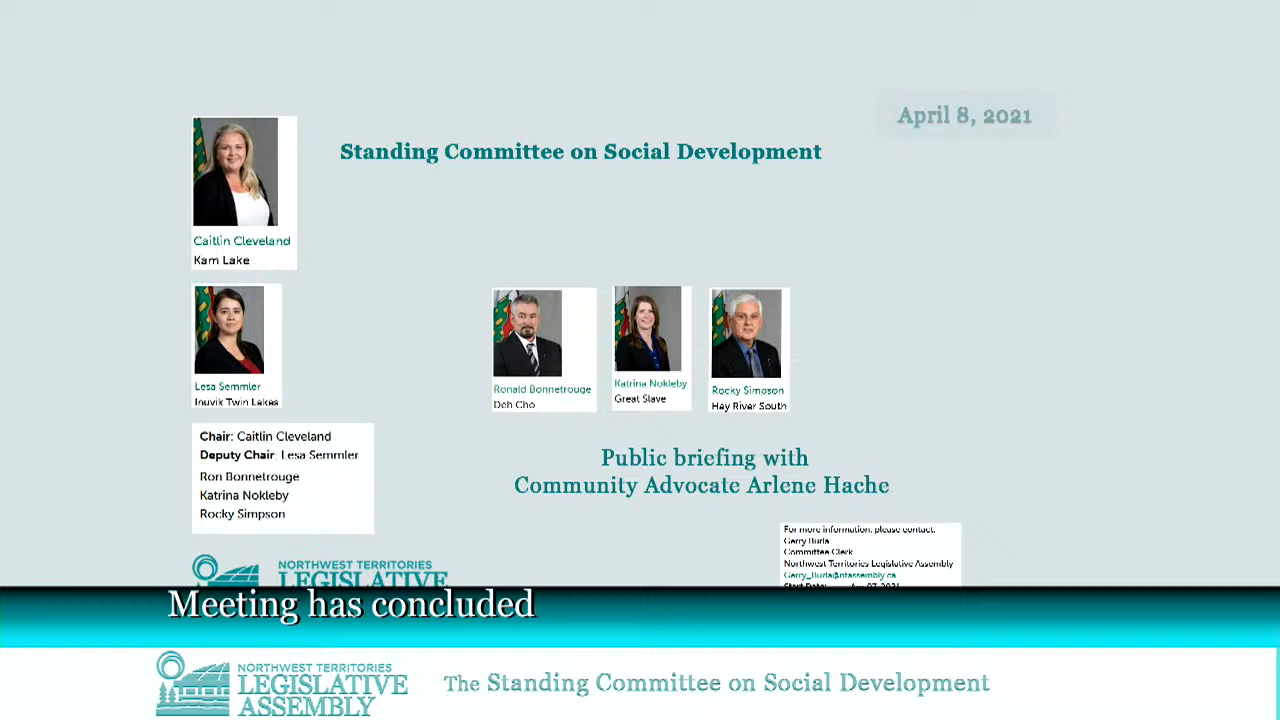 April 8, 2021
Standing Committee on Social Development
Caitlin Cleveland
Kam Lake
Lesa Semmler
Inuvik Twin Lakes
Ronald Bonnetrouge
Deh Cho
Katrina Nokleby
Great Slave
Rocky Simpson
Hay River South
Chair: Caitlin Cleveland
Deputy Chair: Lesa Semmler
Ron Bonnetrouge
Katrina Nokleby
Rocky Simpson
Public briefing with
Community Advocate Arlene Hache
For more information, please contact:
Gerry Burla
Committee Clerk
Northwest Territories Legislative Assembly
Gerry_Burla@ntassembly.ca
NORTHWEST TERRITORIES
LEGISLATIVE
Meeting has concluded
NORTHWEST TERRITORIES
LEGISLATIVE
ASSEMBLY
The Standing Committee on Social Development